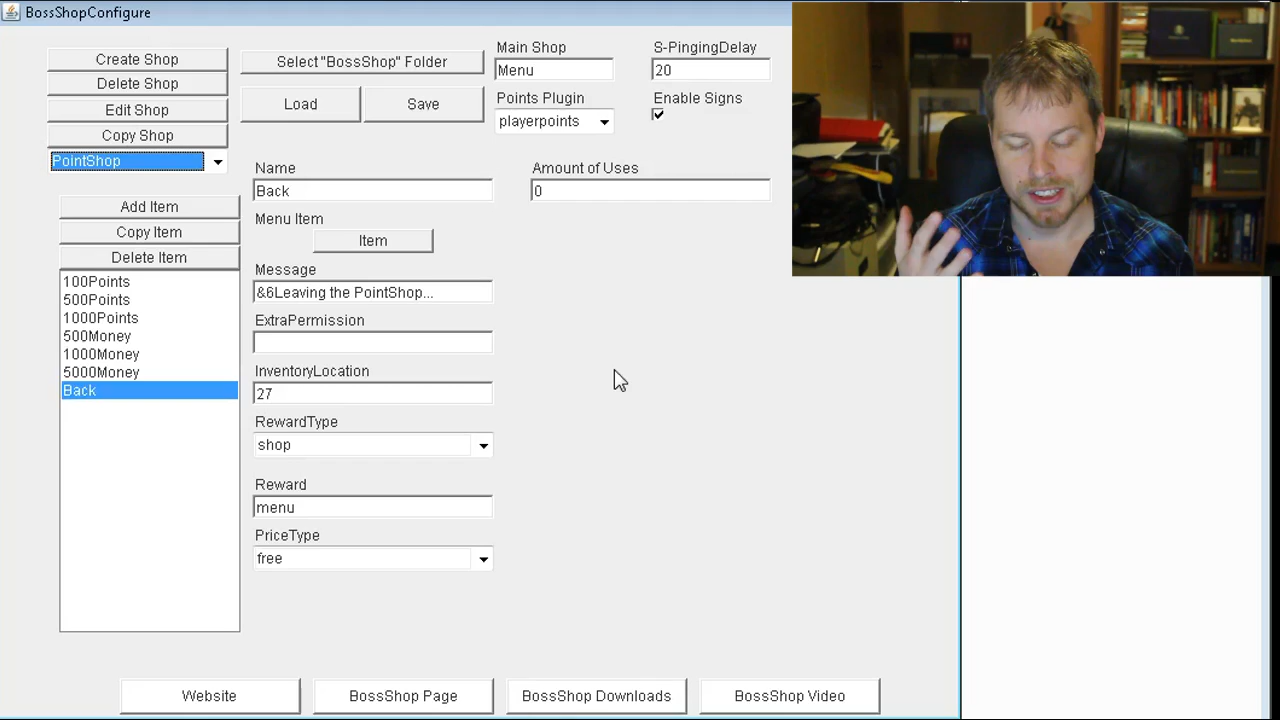 BossShopConfigure
Create Shop
Delete Shop
Edit Shop
Copy Shop
PointShop
Select "BossShop" Folder
Load
Save
Main Shop
Menu
S-PingingDelay
20
Points Plugin
playerpoints
Enable Signs
Add Item
Copy Item
Delete Item
100Points
500Points
1000Points
500Money
1000Money
5000Money
Back
Name
Back
Amount of Uses
0
Menu Item
Item
Message
&6Leaving the PointShop...
ExtraPermission
InventoryLocation
27
RewardType
shop
Reward
menu
PriceType
free
Website
BossShop Page
BossShop Downloads
BossShop Video